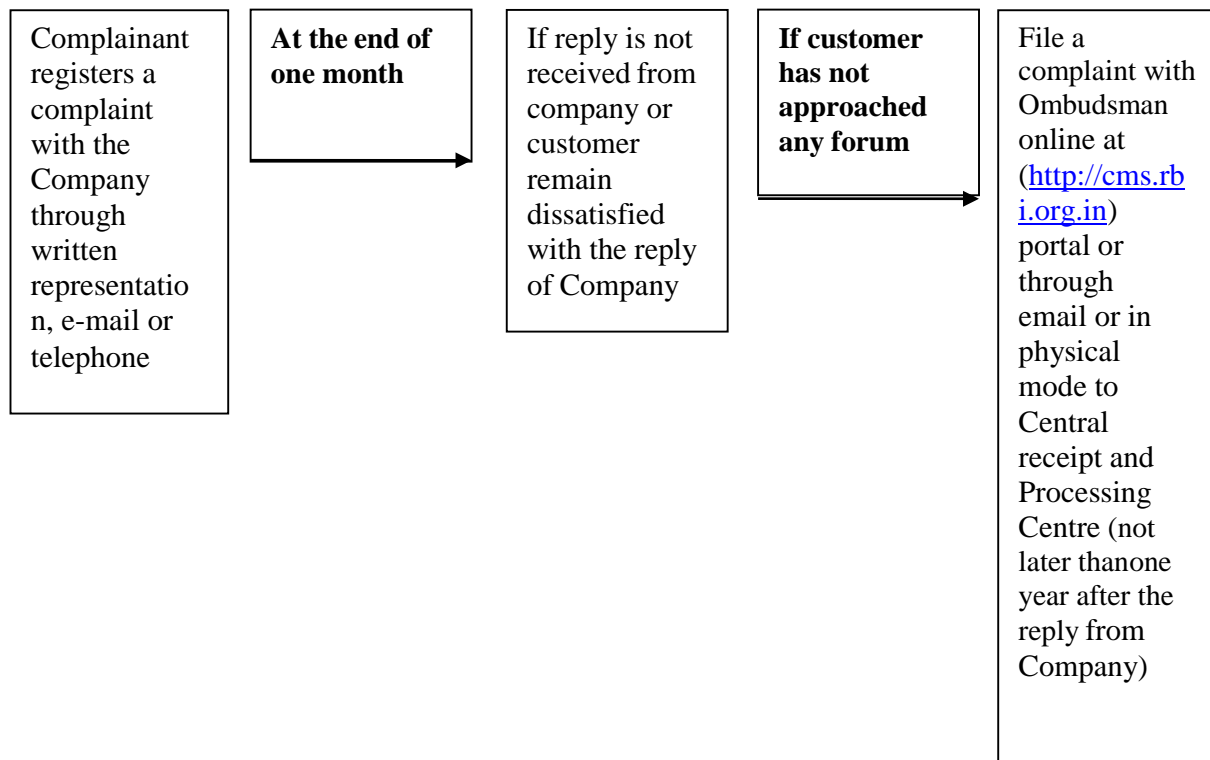 Complainant
registers a
complaint
with the
Company
through
written
representatio
n, e-mail or
telephone
At the end of
one month
If reply is not
received from
company or
customer
remain
dissatisfied
with the reply
of Company
If customer
has not
approached
any forum
File a
complaint with
Ombudsman
online at
(http://cms.rb
i.org.in)
portal or
through
email or in
physical
mode to
Central
receipt and
Processing
Centre (not
later thanone
year after the
reply from
Company)